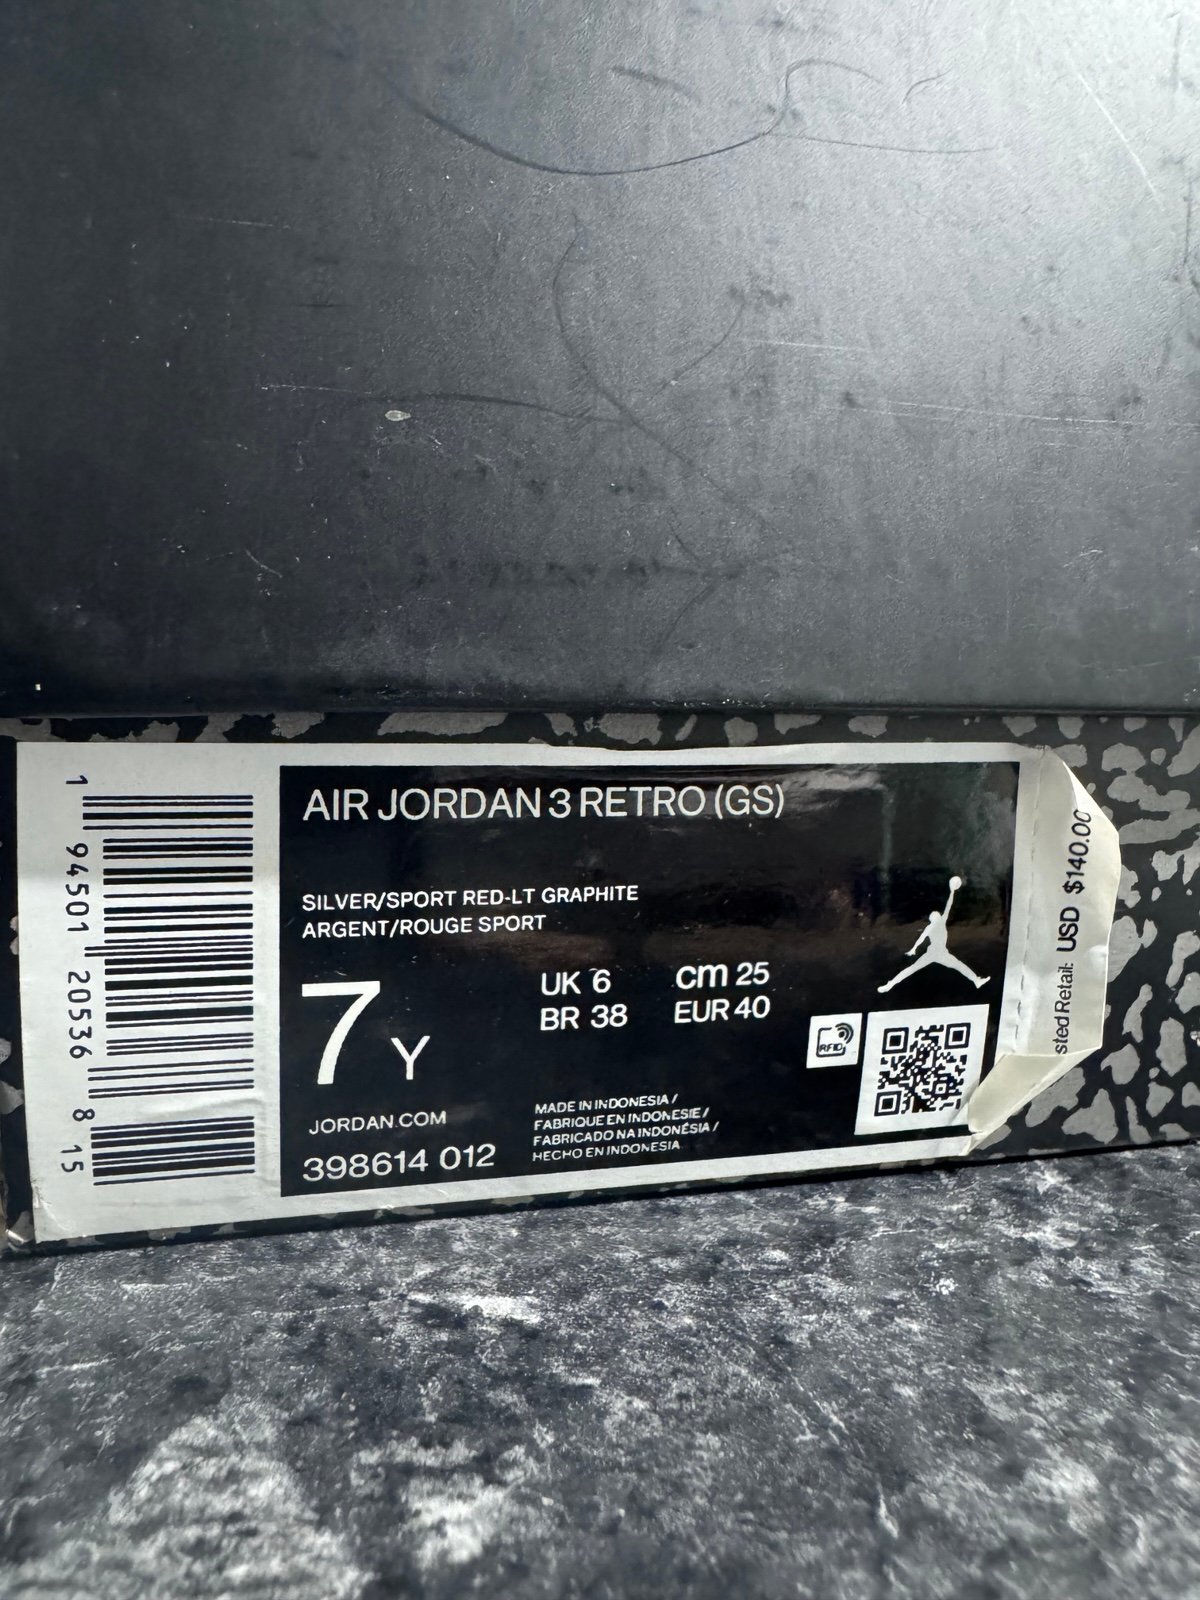 AIR JORDAN 3 RETRO (GS)
SILVER/SPORT RED-LT GRAPHITE
ARGENT/ROUGE SPORT
7 Y
UK 6 cm 25
BR 38 EUR 40
RFID
JORDAN.COM
398614 012
MADE IN INDONESIA /
FABRIQUE EN INDONESIE /
FABRICADO NA INDONÉSIA /
HECHO EN INDONESIA
1 94501 20536 8 15
sted Retail: USD $140.00